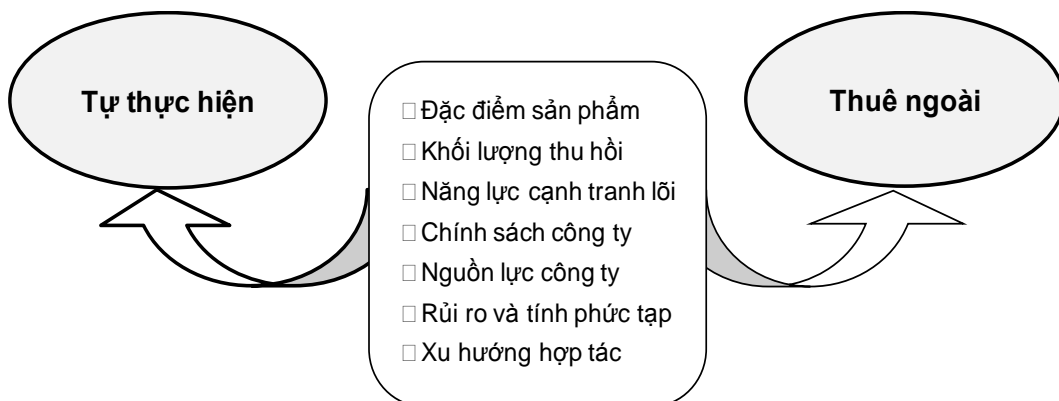 Tự thực hiện
□ Đặc điểm sản phẩm
□ Khối lượng thu hồi
□ Năng lực cạnh tranh lõi
□ Chính sách công ty
□ Nguồn lực công ty
□ Rủi ro và tính phức tạp
□ Xu hướng hợp tác
Thuê ngoài